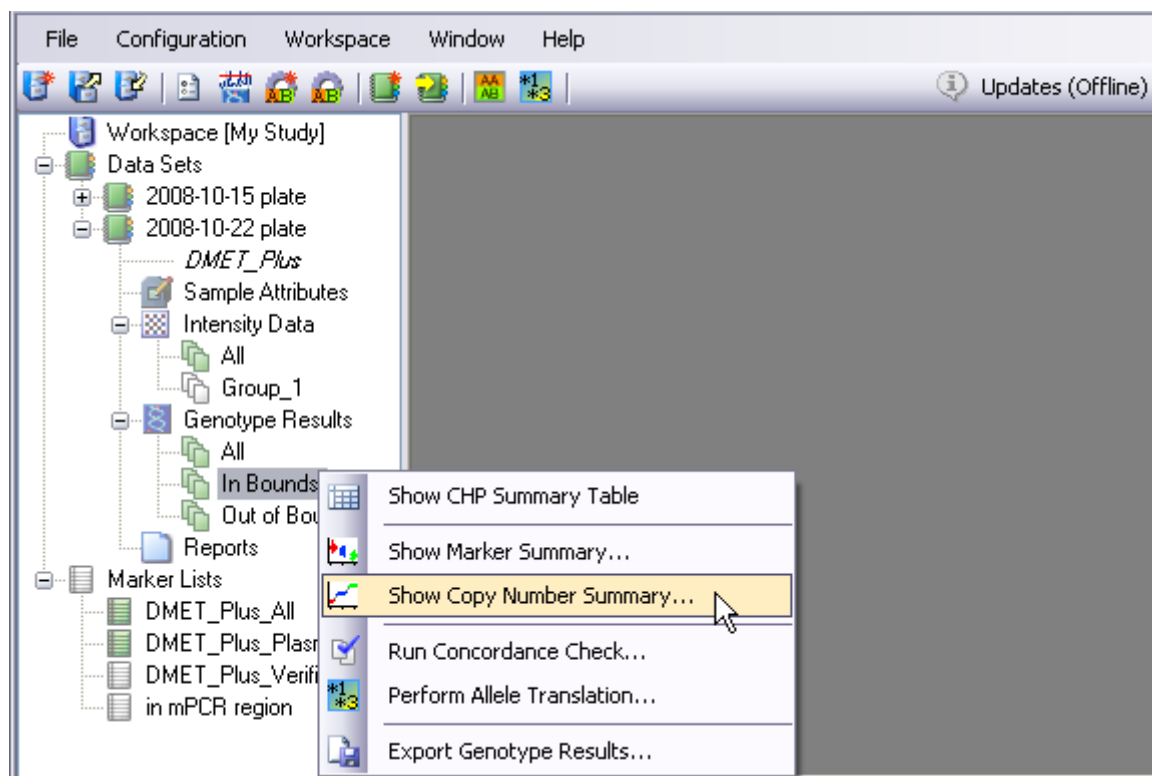 File Configuration Workspace Window Help
Updates (Offline)
Workspace [My Study]
Data Sets
2008-10-15 plate
2008-10-22 plate
DMET_Plus
Sample Attributes
Intensity Data
All
Group_1
Genotype Results
All
In Bounds
Out of Bou
Reports
Marker Lists
DMET_Plus_All
DMET_Plus_Plasm
DMET_Plus_Verifi
in mPCR region
Show CHP Summary Table
Show Marker Summary...
Show Copy Number Summary...
Run Concordance Check...
Perform Allele Translation...
Export Genotype Results...